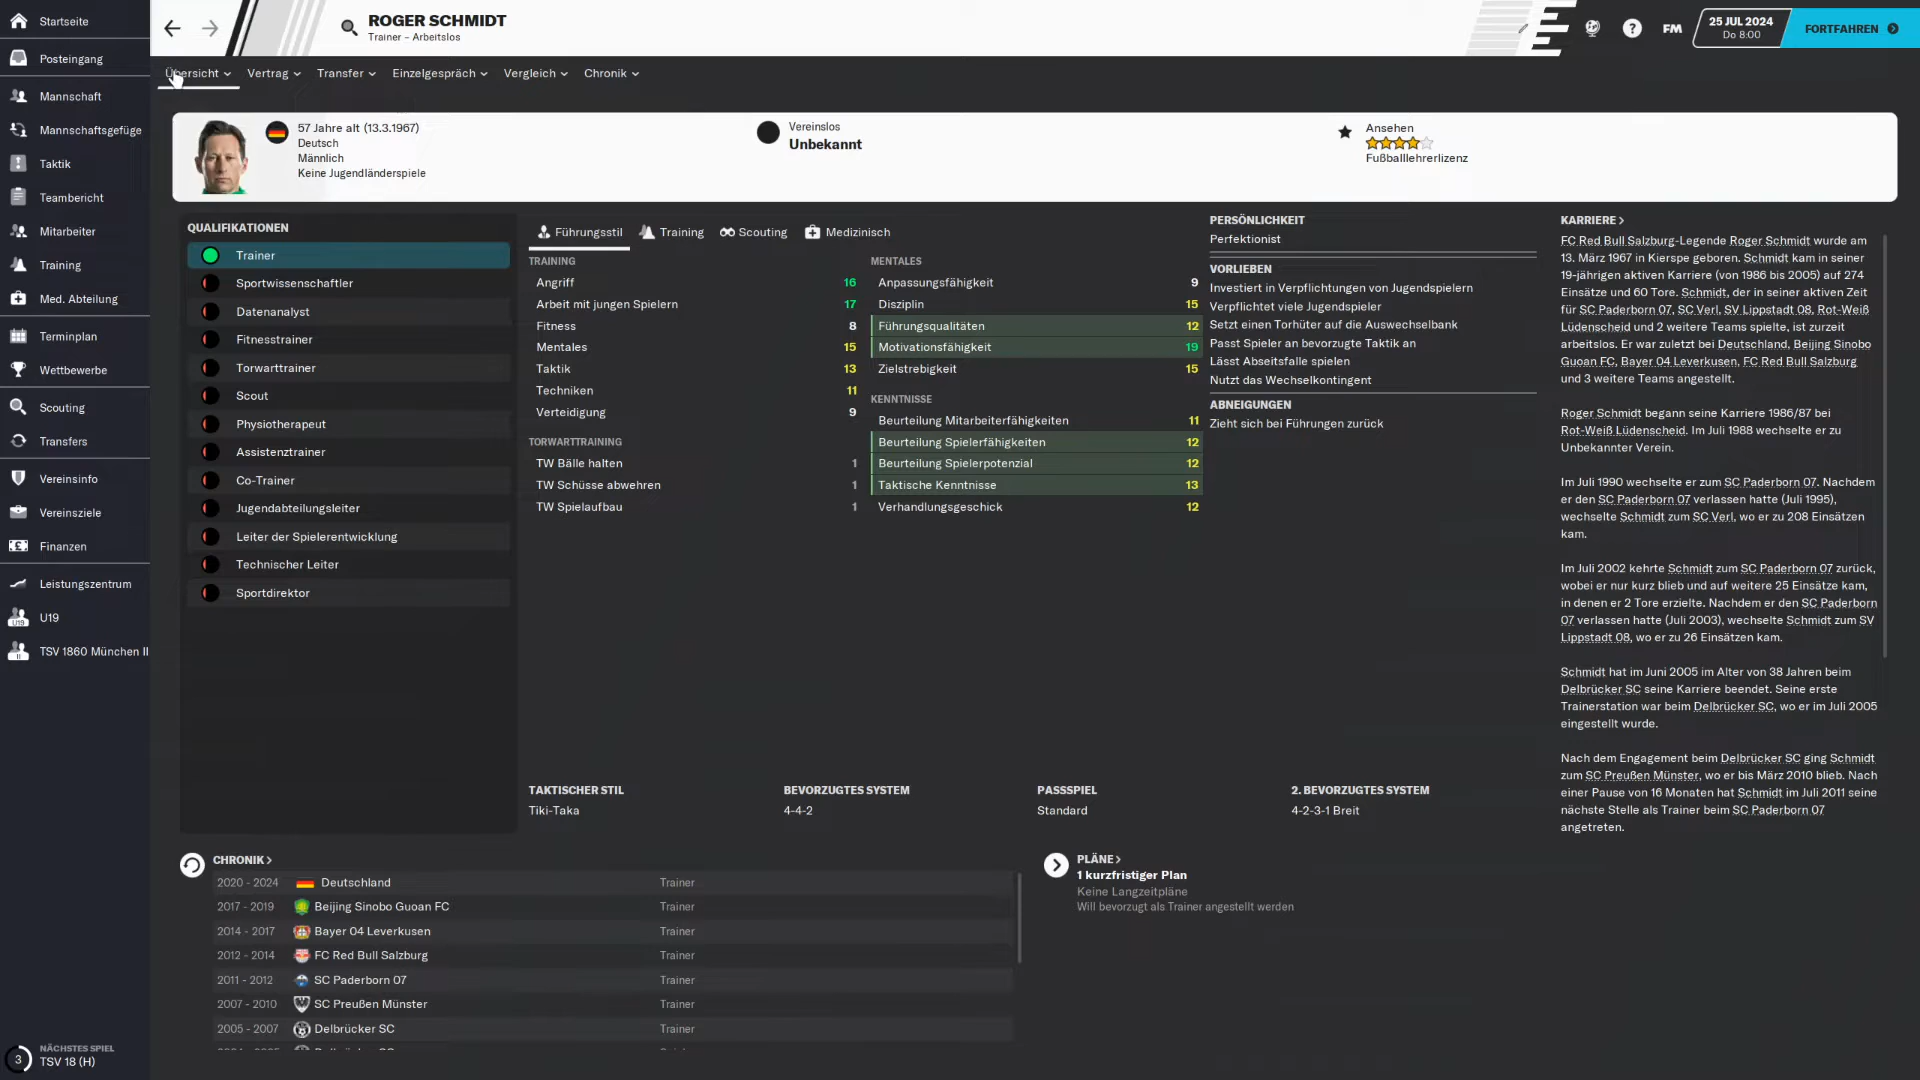 Startseite
Posteingang
Mannschaft
Mannschaftsgefüge
Taktik
Teambericht
Mitarbeiter
Training
Med. Abteilung
Terminplan
Wettbewerbe
Scouting
Transfers
Vereinsinfo
Vereinsziele
Finanzen
Leistungszentrum
U19
U19
TSV 1860 München II
II
3
NÄCHSTES SPIEL
TSV 18 (H)
ROGER SCHMIDT
Trainer - Arbeitslos
?
FM
25 JUL 2024
Do 8:00
FORTFAHREN
Übersicht
Vertrag
Transfer
Einzelgespräch
Vergleich
Chronik
57 Jahre alt (13.3.1967)
Deutsch
Männlich
Keine Jugendländerspiele
Vereinslos
Unbekannt
Ansehen
Fußballlehrerlizenz
QUALIFIKATIONEN
Trainer
Sportwissenschaftler
Datenanalyst
Fitnesstrainer
Torwarttrainer
Scout
Physiotherapeut
Assistenztrainer
Co-Trainer
Jugendabteilungsleiter
Leiter der Spielerentwicklung
Technischer Leiter
Sportdirektor
Führungsstil
Training
Scouting
Medizinisch
TRAINING
Angriff 16
Arbeit mit jungen Spielern 17
Fitness 8
Mentales 15
Taktik 13
Techniken 11
Verteidigung 9
TORWARTTRAINING
TW Bälle halten 1
TW Schüsse abwehren 1
TW Spielaufbau 1
MENTALES
Anpassungsfähigkeit 9
Disziplin 15
Führungsqualitäten 12
Motivationsfähigkeit 19
Zielstrebigkeit 15
KENNTNISSE
Beurteilung Mitarbeiterfähigkeiten 11
Beurteilung Spielerfähigkeiten 12
Beurteilung Spielerpotenzial 12
Taktische Kenntnisse 13
Verhandlungsgeschick 12
PERSÖNLICHKEIT
Perfektionist
VORLIEBEN
Investiert in Verpflichtungen von Jugendspielern
Verpflichtet viele Jugendspieler
Setzt einen Torhüter auf die Auswechselbank
Passt Spieler an bevorzugte Taktik an
Lässt Abseitsfalle spielen
Nutzt das Wechselkontingent
ABNEIGUNGEN
Zieht sich bei Führungen zurück
TAKTISCHER STIL
Tiki-Taka
BEVORZUGTES SYSTEM
4-4-2
PASSSPIEL
Standard
2. BEVORZUGTES SYSTEM
4-2-3-1 Breit
KARRIERE >
FC Red Bull Salzburg-Legende Roger Schmidt wurde am
13. März 1967 in Kierspe geboren. Schmidt kam in seiner
19-jährigen aktiven Karriere (von 1986 bis 2005) auf 274
Einsätze und 60 Tore. Schmidt, der in seiner aktiven Zeit
für SC Paderborn 07, SC Verl, SV Lippstadt 08, Rot-Weiß
Lüdenscheid und 2 weitere Teams spielte, ist zurzeit
arbeitslos. Er war zuletzt bei Deutschland, Beijing Sinobo
Guoan FC, Bayer 04 Leverkusen, FC Red Bull Salzburg
und 3 weitere Teams angestellt.
Roger Schmidt begann seine Karriere 1986/87 bei
Rot-Weiß Lüdenscheid. Im Juli 1988 wechselte er zu
Unbekannter Verein.
Im Juli 1990 wechselte er zum SC Paderborn 07. Nachdem
er den SC Paderborn 07 verlassen hatte (Juli 1995),
wechselte Schmidt zum SC Verl, wo er zu 208 Einsätzen
kam.
Im Juli 2002 kehrte Schmidt zum SC Paderborn 07 zurück,
wobei er nur kurz blieb und auf weitere 25 Einsätze kam,
in denen er 2 Tore erzielte. Nachdem er den SC Paderborn
07 verlassen hatte (Juli 2003), wechselte Schmidt zum SV
Lippstadt 08, wo er zu 26 Einsätzen kam.
Schmidt hat im Juni 2005 im Alter von 38 Jahren beim
Delbrücker SC seine Karriere beendet. Seine erste
Trainerstation war beim Delbrücker SC, wo er im Juli 2005
eingestellt wurde.
Nach dem Engagement beim Delbrücker SC ging Schmidt
zum SC Preußen Münster, wo er bis März 2010 blieb. Nach
einer Pause von 16 Monaten hat Schmidt im Juli 2011 seine
nächste Stelle als Trainer beim SC Paderborn 07
angetreten.
CHRONIK >
2020 - 2024 Deutschland Trainer
2017 - 2019 Beijing Sinobo Guoan FC Trainer
2014 - 2017 Bayer 04 Leverkusen Trainer
2012 - 2014 FC Red Bull Salzburg Trainer
2011 - 2012 SC Paderborn 07 Trainer
2007 - 2010 SC Preußen Münster Trainer
2005 - 2007 Delbrücker SC Trainer
PLÄNE >
1 kurzfristiger Plan
Keine Langzeitpläne
Will bevorzugt als Trainer angestellt werden